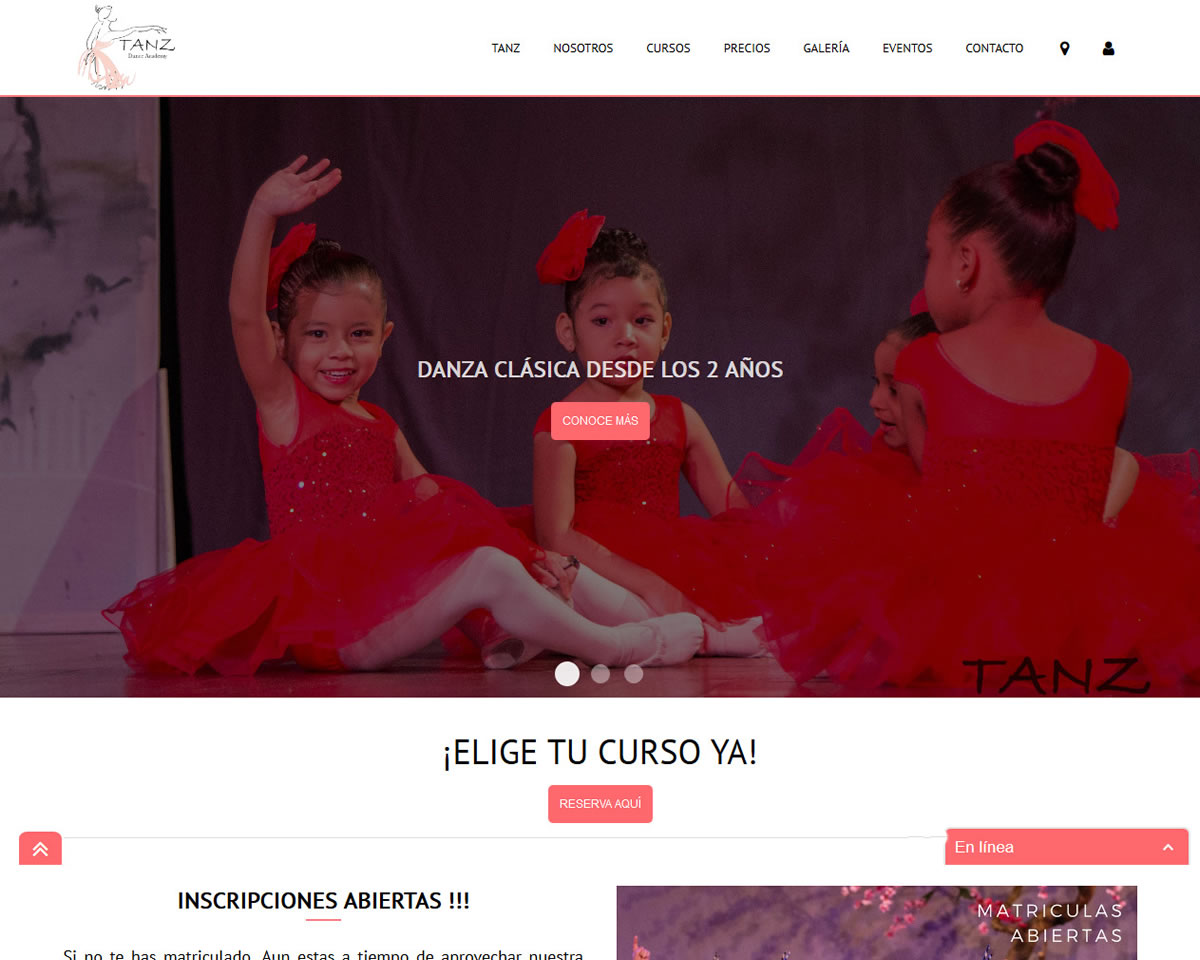 TANZ
Dance Academy
TANZ
NOSOTROS
CURSOS
PRECIOS
GALERÍA
EVENTOS
CONTACTO
DANZA CLÁSICA DESDE LOS 2 AÑOS
CONOCE MÁS
TANZ
¡ELIGE TU CURSO YA!
RESERVA AQUÍ
En línea
INSCRIPCIONES ABIERTAS !!!
Si no te has matriculado. Aun estas a tiempo de aprovechar nuestra
MATRICULAS
ABIERTAS